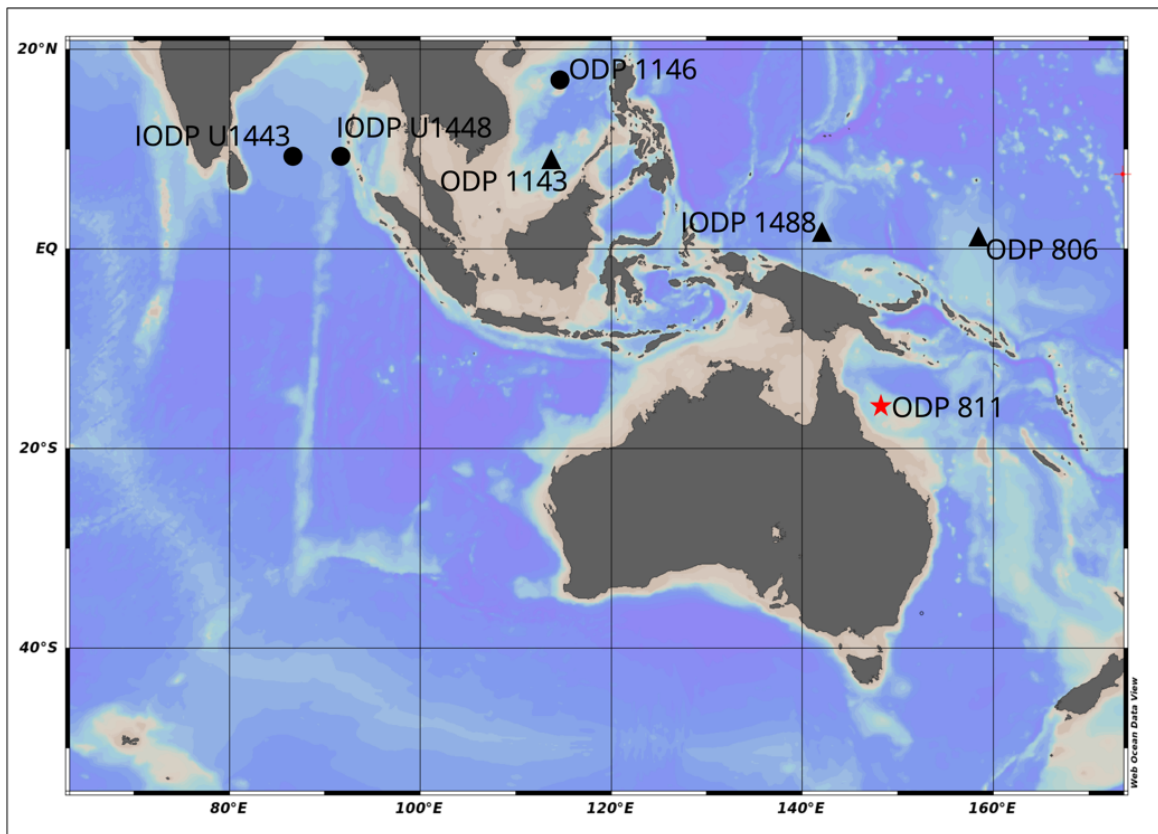 20°N
ODP 1146
IODP U1443
IODP U1448
ODP 1143
IODP 1488
EQ
ODP 806
ODP 811
20°S
40°S
Web Ocean Data View
80°E
100°E
120°E
140°E
160°E